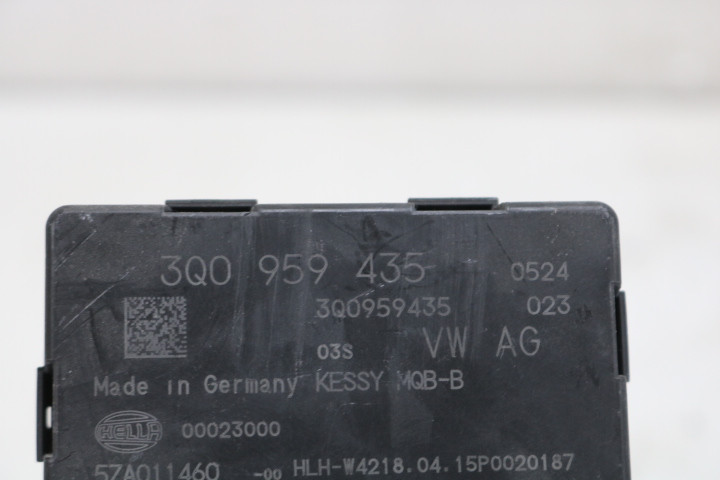 3Q0 959 435 0524
3Q0959435 023
03S VW AG
Made in Germany KESSY MQB-B
HELLA 00023000
57A011460 -00 HLH-W4218.04.15P0020187